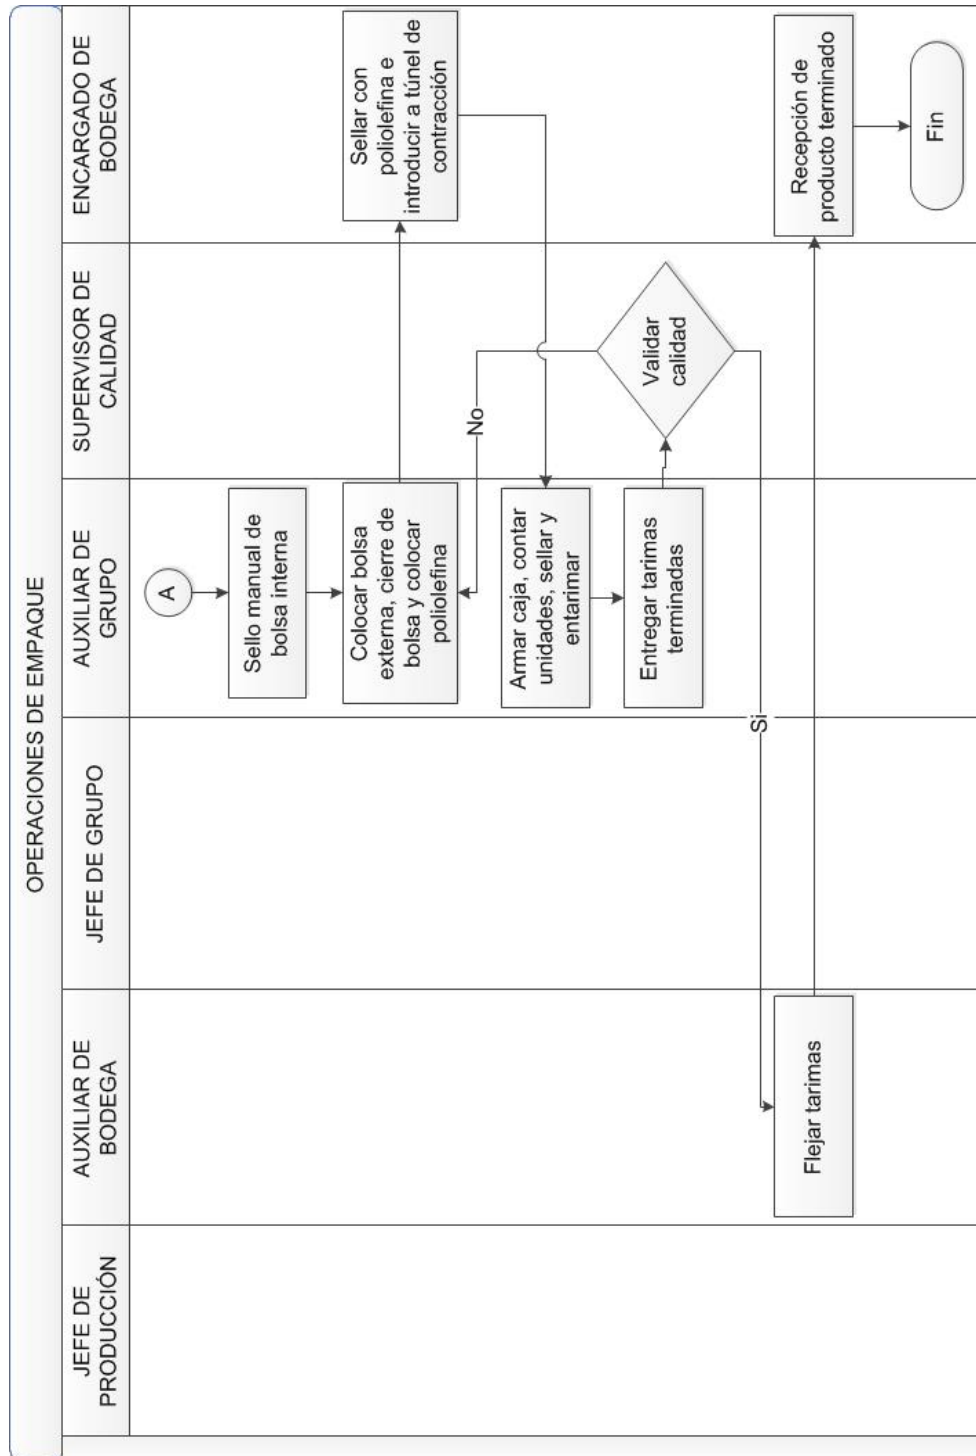 OPERACIONES DE EMPAQUE
JEFE DE
PRODUCCIÓN
AUXILIAR DE
BODEGA
JEFE DE GRUPO
AUXILIAR DE
GRUPO
SUPERVISOR DE
CALIDAD
ENCARGADO DE
BODEGA
A
Sello manual de
bolsa interna
Colocar bolsa
externa, cierre de
bolsa y colocar
poliolefina
Sellar con
poliolefina e
introducir a túnel de
contracción
No
Armar caja, contar
unidades, sellar y
entarimar
Entregar tarimas
terminadas
Validar
calidad
Si
Flejar tarimas
Recepción de
producto terminado
Fin